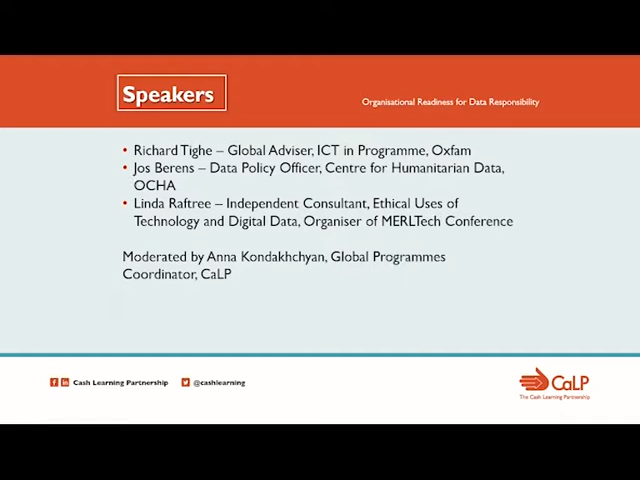 Speakers
Organisational Readiness for Data Responsibility
• Richard Tighe – Global Adviser, ICT in Programme, Oxfam
• Jos Berens – Data Policy Officer, Centre for Humanitarian Data,
OCHA
• Linda Raftree – Independent Consultant, Ethical Uses of
Technology and Digital Data, Organiser of MERLTech Conference
Moderated by Anna Kondakhchyan, Global Programmes
Coordinator, CaLP
Cash Learning Partnership @cashlearning
CaLP
The Cash Learning Partnership